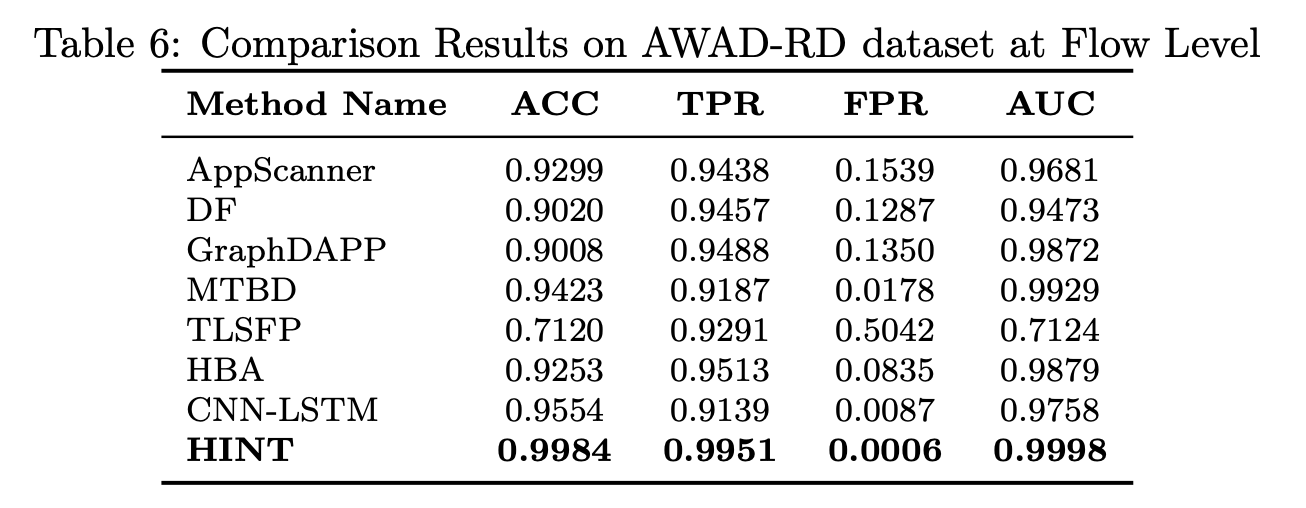 Table 6: Comparison Results on AWAD-RD dataset at Flow Level
Method Name ACC TPR FPR AUC
AppScanner 0.9299 0.9438 0.1539 0.9681
DF 0.9020 0.9457 0.1287 0.9473
GraphDAPP 0.9008 0.9488 0.1350 0.9872
MTBD 0.9423 0.9187 0.0178 0.9929
TLSFP 0.7120 0.9291 0.5042 0.7124
HBA 0.9253 0.9513 0.0835 0.9879
CNN-LSTM 0.9554 0.9139 0.0087 0.9758
HINT 0.9984 0.9951 0.0006 0.9998